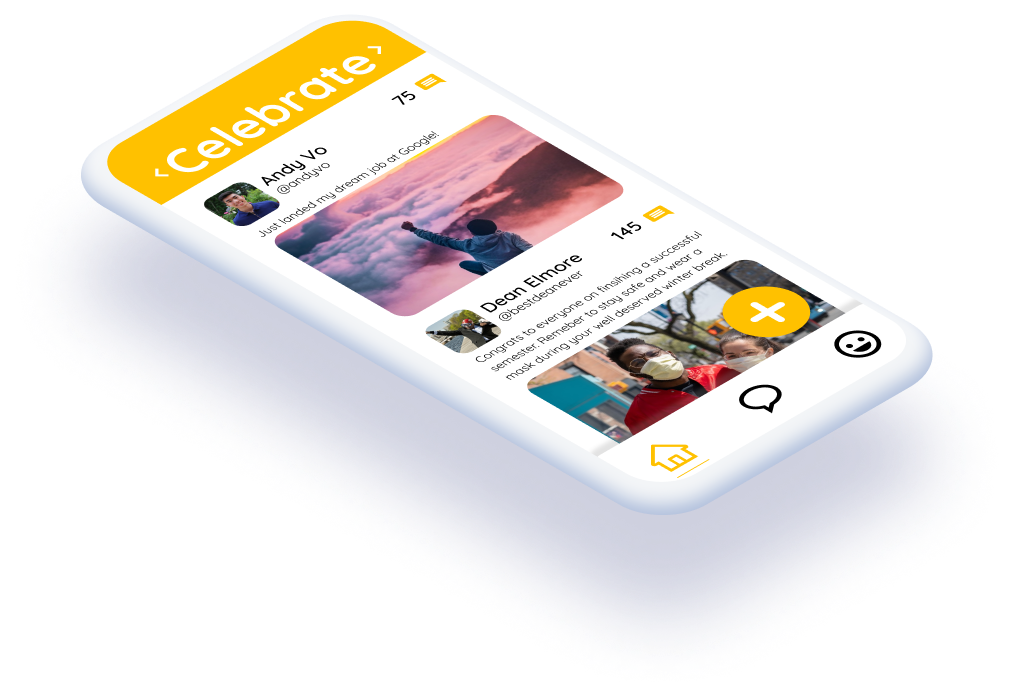 ‹Celebrate›
75
Andy Vo
@andyvo
Just landed my dream job at Google!
145
Dean Elmore
@bestdeanever
Congrats to everyone on finsihing a successful
semester. Remeber to stay safe and wear a
mask during your well deserved winter break.